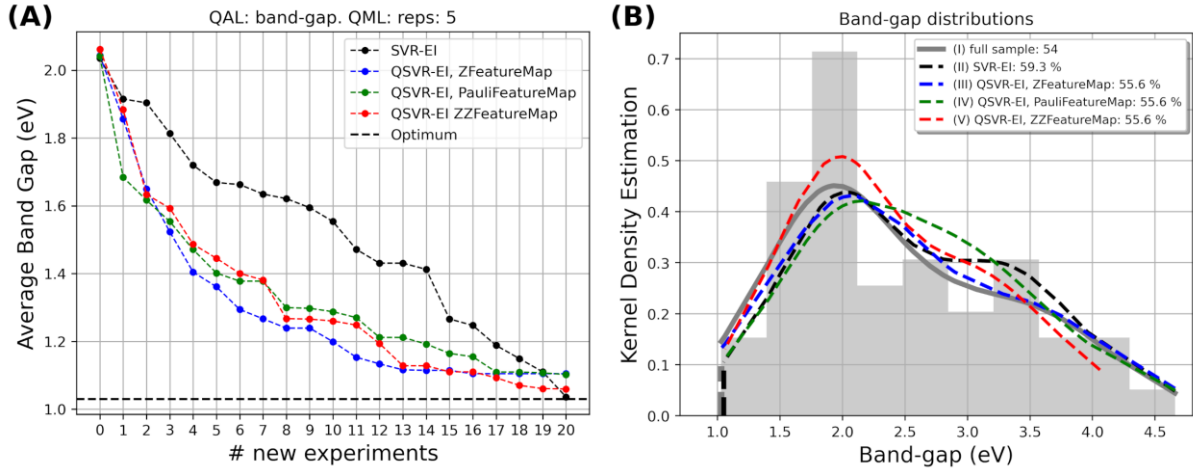 (A)
QAL: band-gap. QML: reps: 5
SVR-EI
QSVR-EI, ZFeatureMap
QSVR-EI, PauliFeatureMap
QSVR-EI ZZFeatureMap
Optimum
Average Band Gap (eV)
2.0
1.8
1.6
1.4
1.2
1.0
0 1 2 3 4 5 6 7 8 9 10 11 12 13 14 15 16 17 18 19 20
# new experiments
(B)
Band-gap distributions
(I) full sample: 54
(II) SVR-EI: 59.3 %
(III) QSVR-EI, ZFeatureMap: 55.6 %
(IV) QSVR-EI, PauliFeatureMap: 55.6 %
(V) QSVR-EI, ZZFeatureMap: 55.6 %
Kernel Density Estimation
0.7
0.6
0.5
0.4
0.3
0.2
0.1
0.0
1.0 1.5 2.0 2.5 3.0 3.5 4.0 4.5
Band-gap (eV)